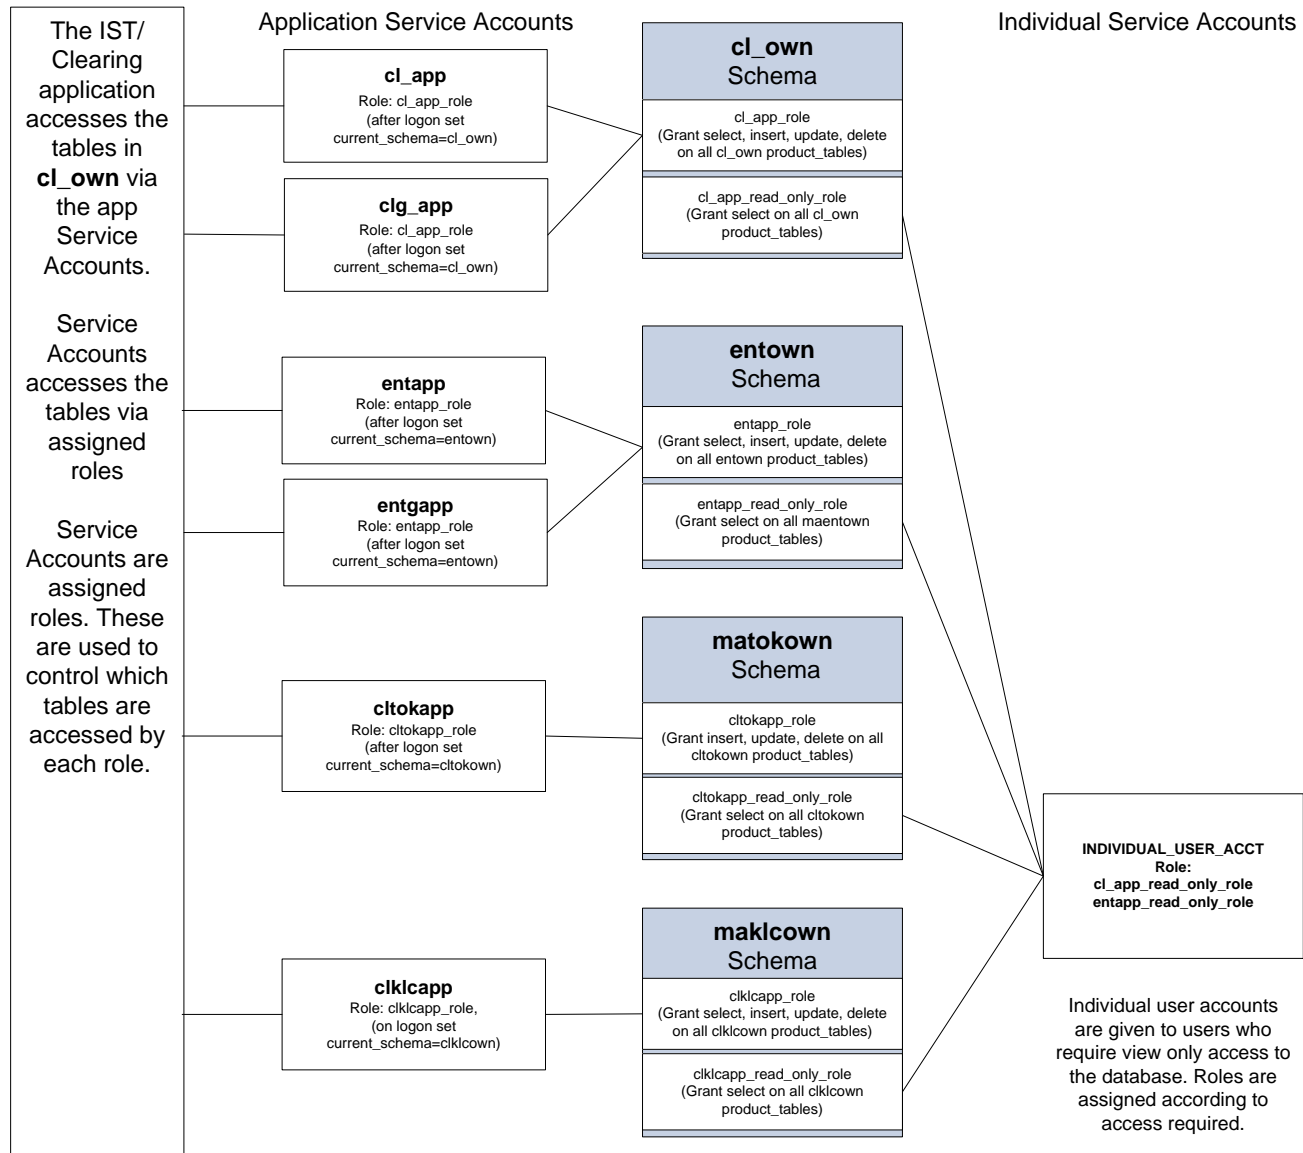 The IST/
Clearing
application
accesses the
tables in
cl_own via
the app
Service
Accounts.
Service
Accounts
accesses the
tables via
assigned
roles
Service
Accounts are
assigned
roles. These
are used to
control which
tables are
accessed by
each role.
Application Service Accounts
cl_app
Role: cl_app_role
(after logon set
current_schema=cl_own)
clg_app
Role: cl_app_role
(after logon set
current_schema=cl_own)
entapp
Role: entapp_role
(after logon set
current_schema=entown)
entgapp
Role: entapp_role
(after logon set
current_schema=entown)
cltokapp
Role: cltokapp_role
(after logon set
current_schema=cltokown)
clklcapp
Role: clklcapp_role,
(on logon set
current_schema=clklcown)
cl_own
Schema
cl_app_role
(Grant select, insert, update, delete
on all cl_own product_tables)
cl_app_read_only_role
(Grant select on all cl_own
product_tables)
entown
Schema
entapp_role
(Grant select, insert, update, delete
on all entown product_tables)
entapp_read_only_role
(Grant select on all maentown
product_tables)
matokown
Schema
cltokapp_role
(Grant insert, update, delete on all
cltokown product_tables)
cltokapp_read_only_role
(Grant select on all cltokown
product_tables)
maklcown
Schema
clklcapp_role
(Grant select, insert, update, delete
on all clklcown product_tables)
clklcapp_read_only_role
(Grant select on all clklcown
product_tables)
Individual Service Accounts
INDIVIDUAL_USER_ACCT
Role:
cl_app_read_only_role
entapp_read_only_role
Individual user accounts
are given to users who
require view only access to
the database. Roles are
assigned according to
access required.